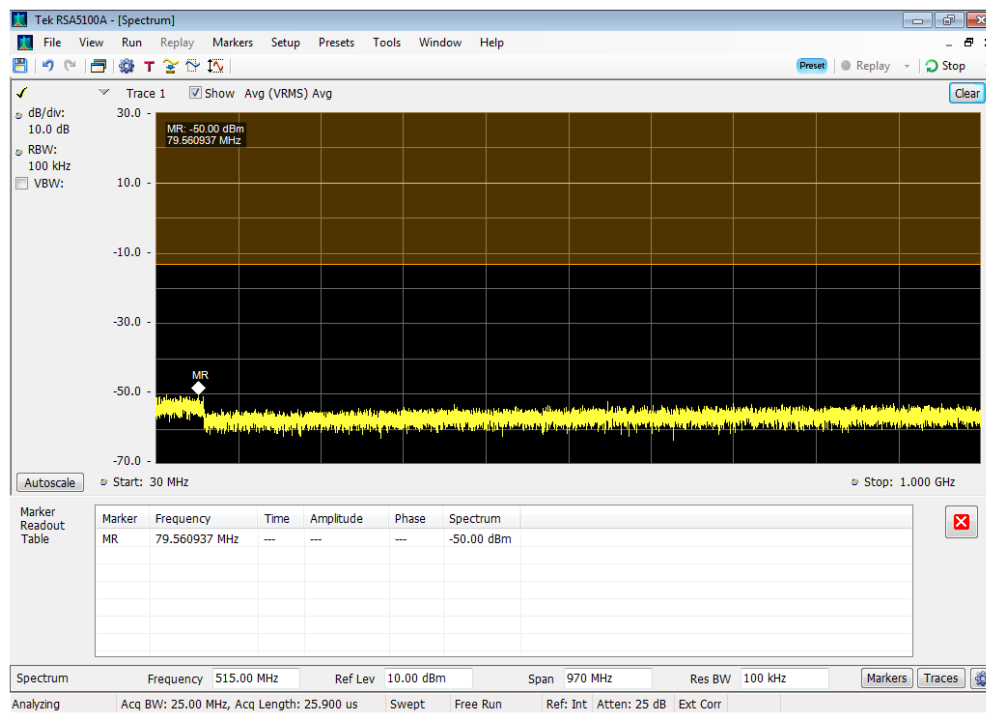 Tek RSA5100A - [Spectrum]
File View Run Replay Markers Setup Presets Tools Window Help
T Preset Replay Stop
Trace 1 Show Avg (VRMS) Avg Clear
dB/div:
10.0 dB
RBW:
100 kHz
VBW:
30.0 -
10.0 -
-10.0 -
-30.0 -
-50.0 -
-70.0 -
MR: -50.00 dBm
79.560937 MHz
MR
Autoscale Start: 30 MHz Stop: 1.000 GHz
Marker
Readout
Table
Marker Frequency Time Amplitude Phase Spectrum
MR 79.560937 MHz --- --- --- -50.00 dBm
Spectrum Frequency 515.00 MHz Ref Lev 10.00 dBm Span 970 MHz Res BW 100 kHz Markers Traces
Analyzing Acq BW: 25.00 MHz, Acq Length: 25.900 us Swept Free Run Ref: Int Atten: 25 dB Ext Corr